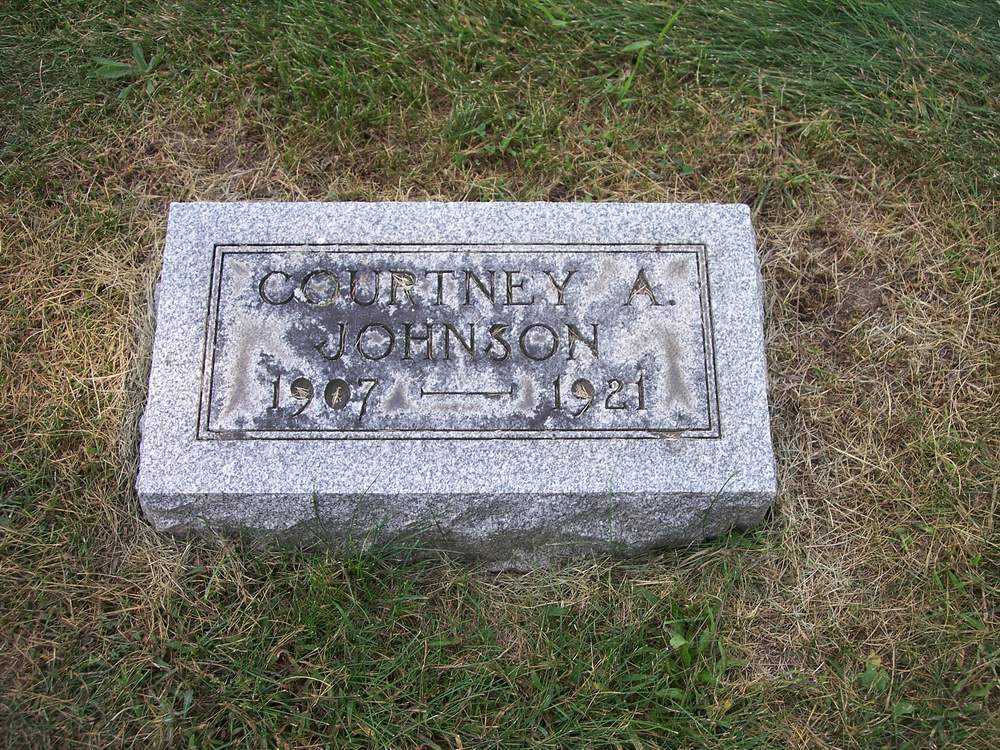 COURTNEY A.
JOHNSON
1907 — 1921